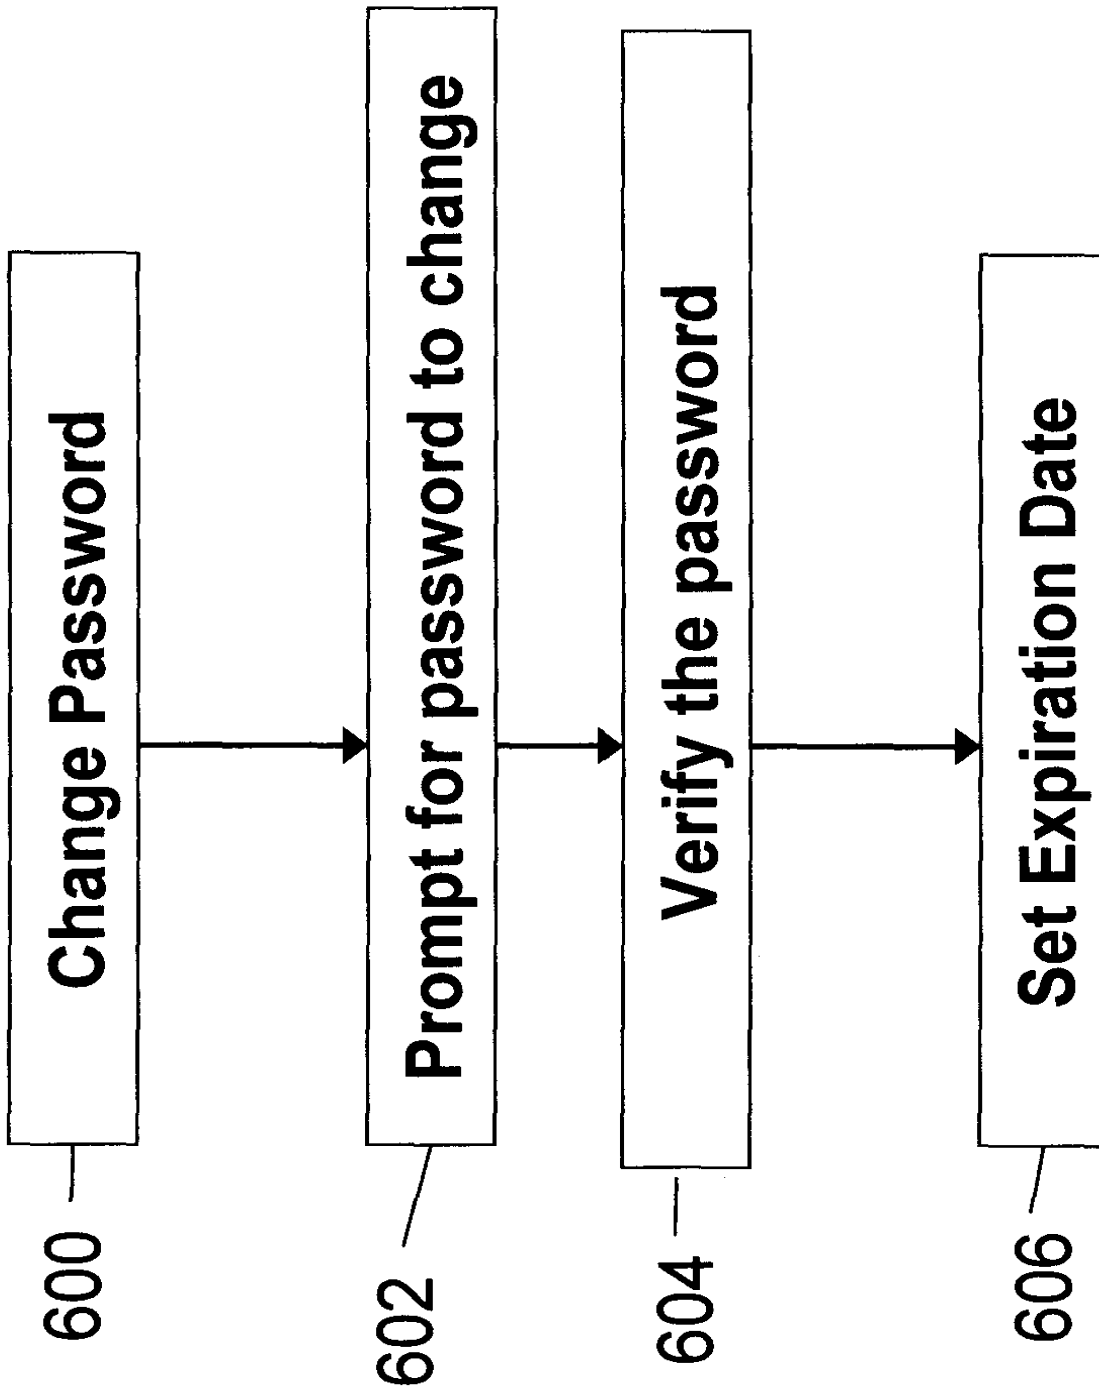 600
Change Password
602
Prompt for password to change
604
Verify the password
606
Set Expiration Date